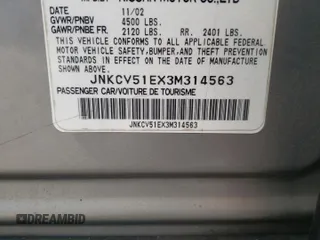 DATE 11/02
GVWR/PNBV 4500 LBS.
GAWR/PNBE FR. 2120 LBS. RR. 2401 LBS.
THIS VEHICLE CONFORMS TO ALL APPLICABLE FEDERAL
MOTOR VEHICLE SAFETY, BUMPER, AND THEFT PREVENTION
STANDARDS IN EFFECT ON THE DATE OF MANUFACTURE
SHOWN ABOVE.
JNKCV51EX3M314563
PASSENGER CAR/VOITURE DE TOURISME
JNKCV51EX3M314563
DREAMBID